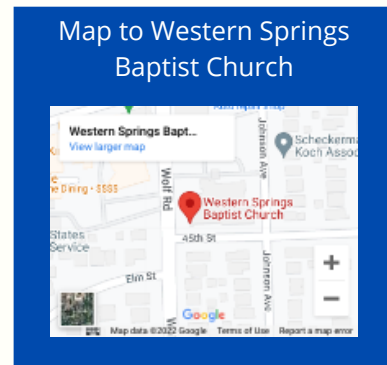 Map to Western Springs
Baptist Church
Western Springs Bapt...
View larger map
Johnson Ave
Scheckerma
Koch Assoc
e Dining - $$$$
Wolf Rd
Western Springs
Baptist Church
States
Service
45th St
Elm St
Johnson Ave
Google
Map data ©2022 Google Terms of Use Report a map error